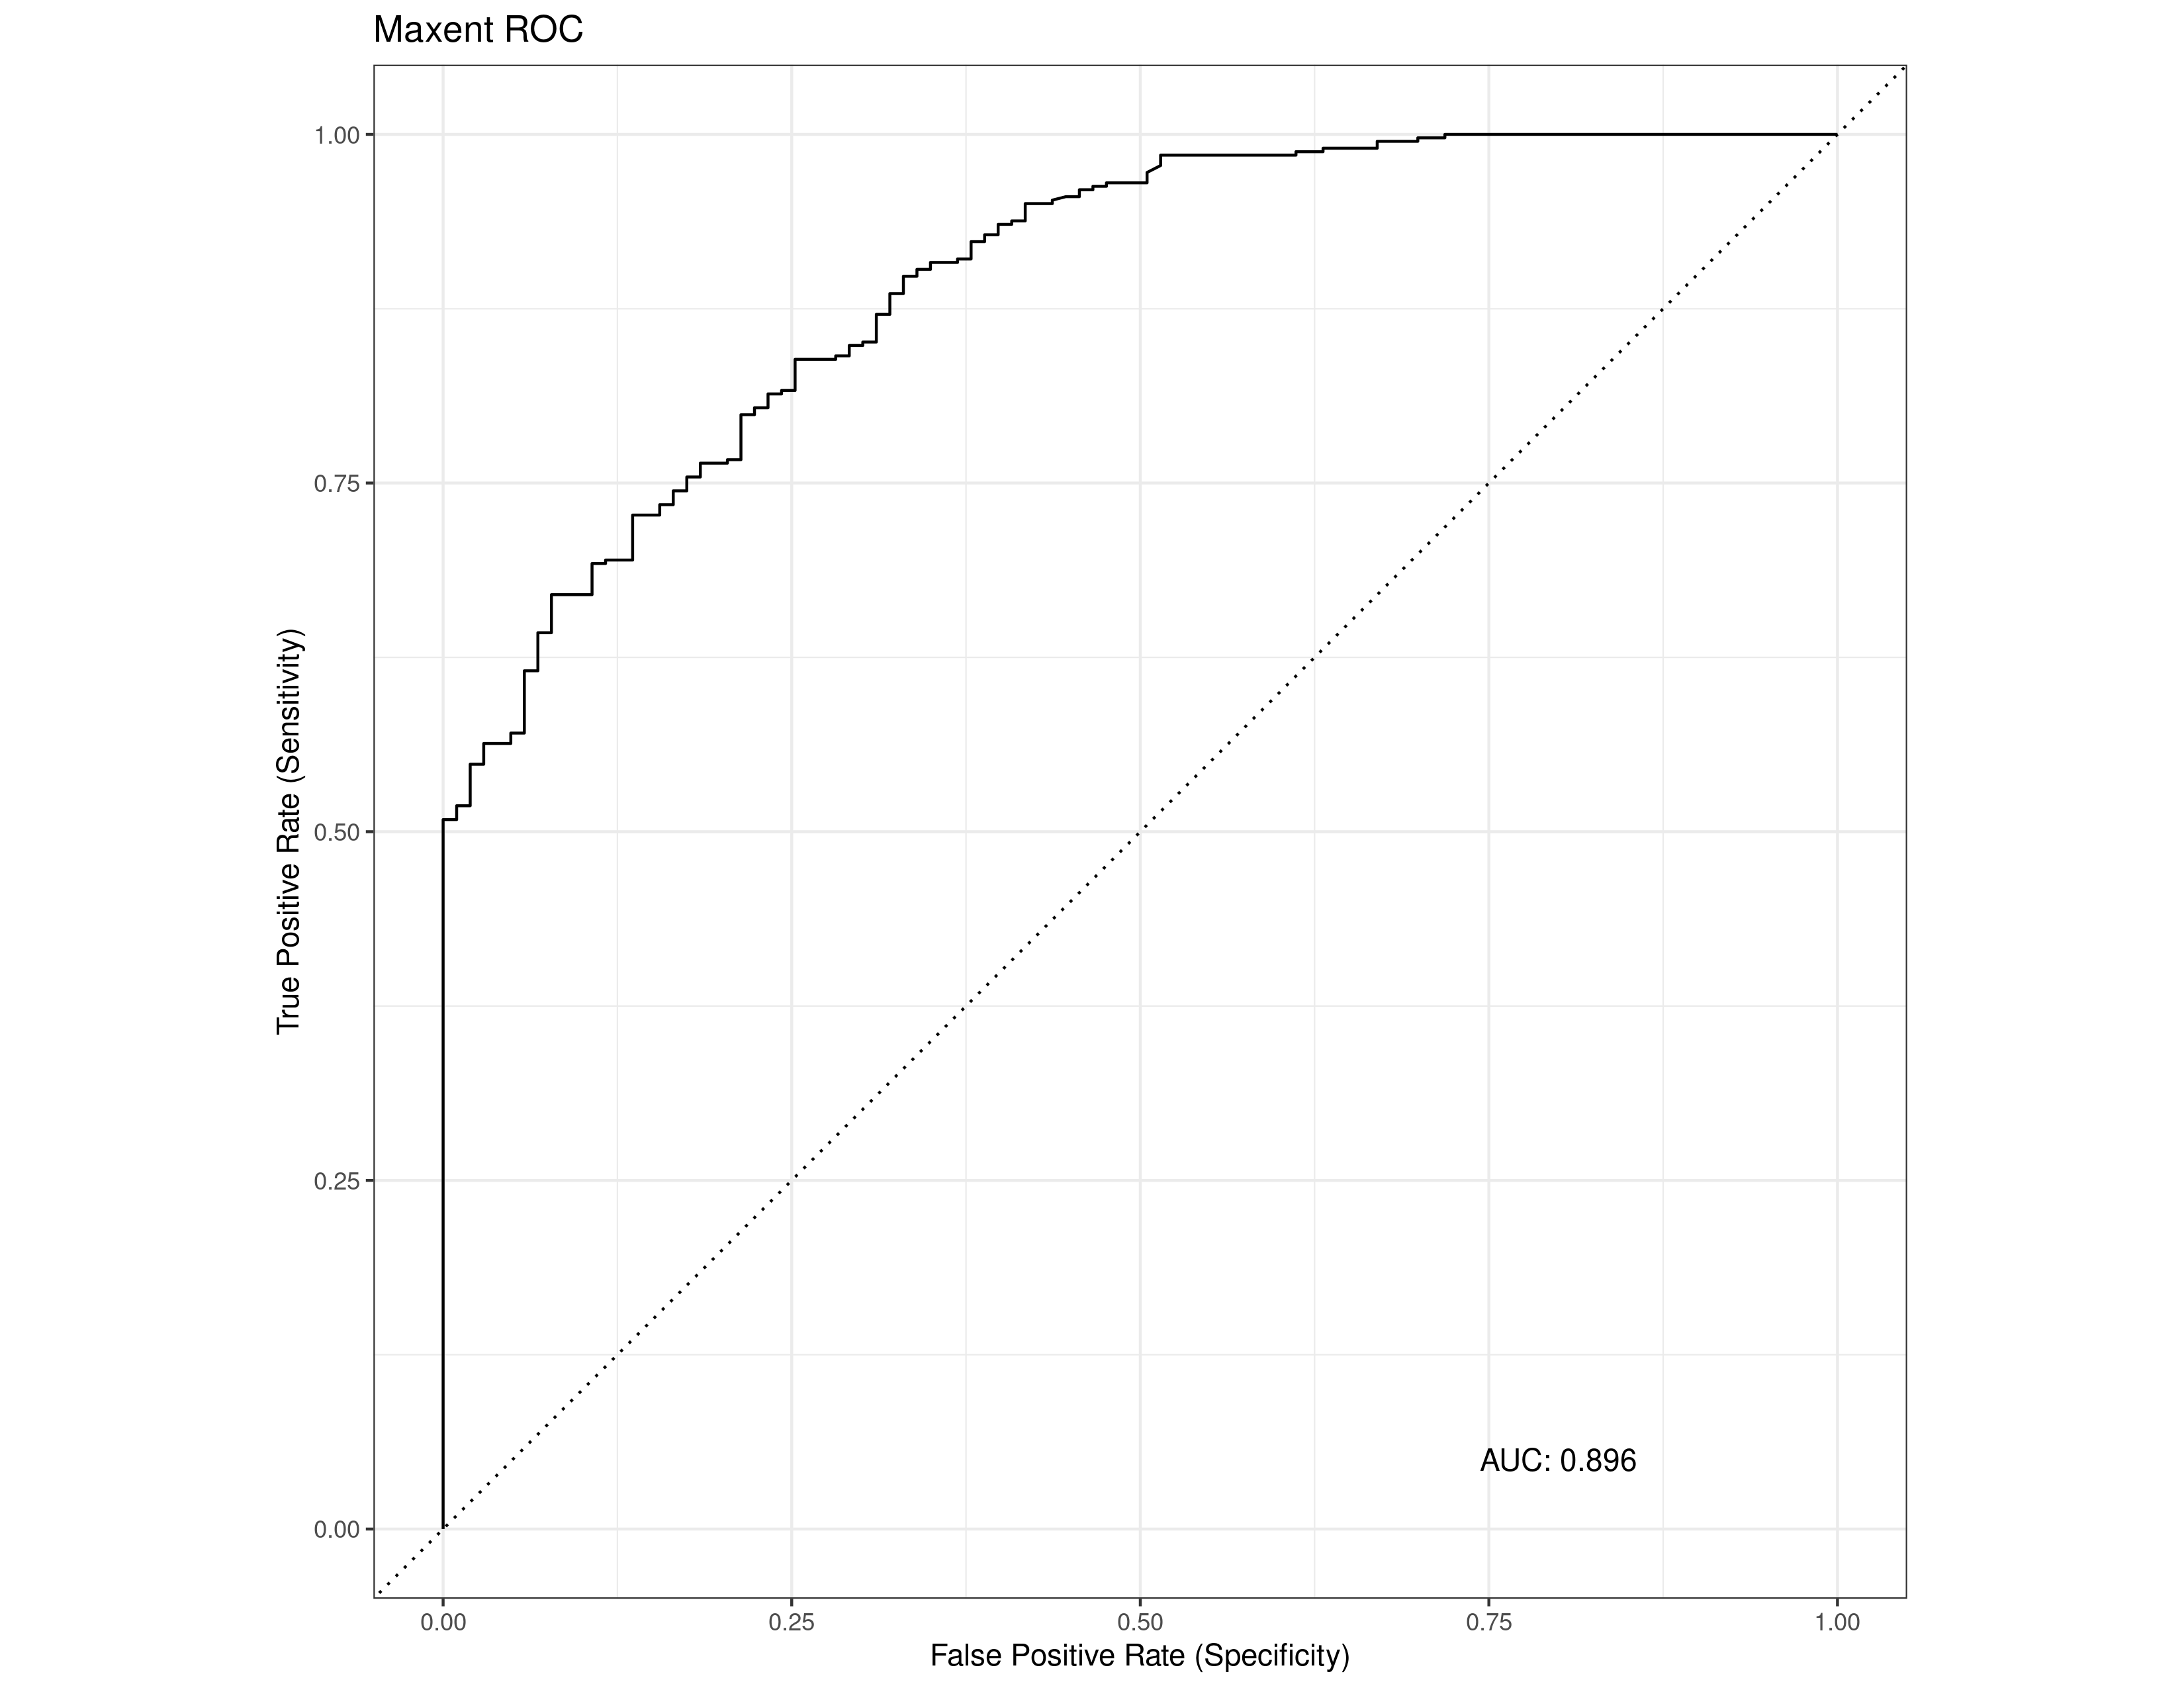 Maxent ROC
True Positive Rate (Sensitivity)
1.00
0.75
0.50
0.25
0.00
AUC: 0.896
0.00
0.25
0.50
0.75
1.00
False Positive Rate (Specificity)